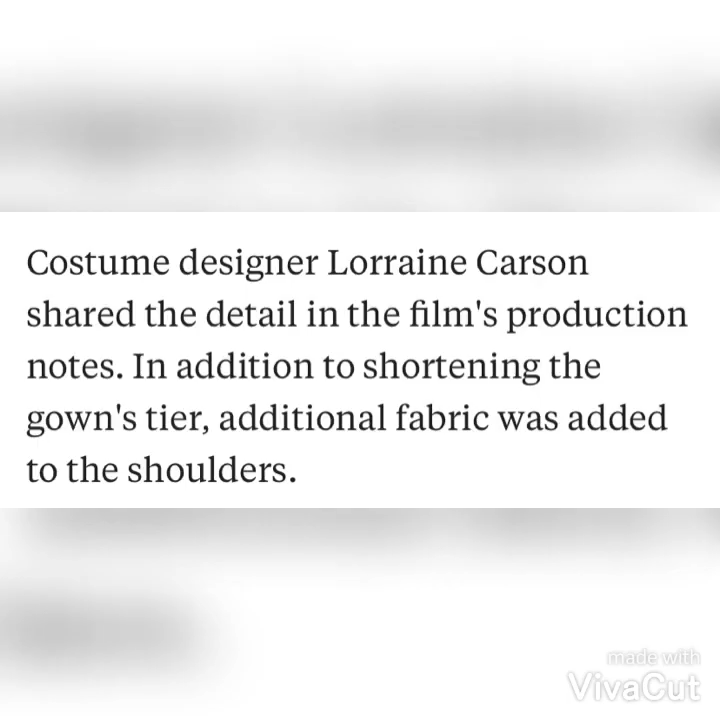 Costume designer Lorraine Carson
shared the detail in the film's production
notes. In addition to shortening the
gown's tier, additional fabric was added
to the shoulders.
made with
VivaCut